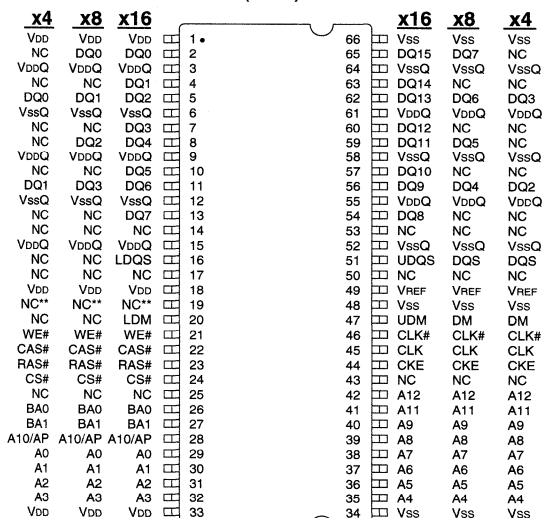 x4 x8 x16 x16 x8 x4
VDD VDD VDD 1 66 Vss Vss Vss
NC DQ0 DQ0 2 65 DQ15 DQ7 NC
VDDQ VDDQ VDDQ 3 64 VssQ VssQ VssQ
NC NC DQ1 4 63 DQ14 NC NC
DQ0 DQ1 DQ2 5 62 DQ13 DQ6 DQ3
VssQ VssQ VssQ 6 61 VDDQ VDDQ VDDQ
NC NC DQ3 7 60 DQ12 NC NC
NC DQ2 DQ4 8 59 DQ11 DQ5 NC
VDDQ VDDQ VDDQ 9 58 VssQ VssQ VssQ
NC NC DQ5 10 57 DQ10 NC NC
DQ1 DQ3 DQ6 11 56 DQ9 DQ4 DQ2
VssQ VssQ VssQ 12 55 VDDQ VDDQ VDDQ
NC NC DQ7 13 54 DQ8 NC NC
NC NC NC 14 53 NC NC NC
VDDQ VDDQ VDDQ 15 52 VssQ VssQ VssQ
NC NC LDQS 16 51 UDQS DQS DQS
NC NC NC 17 50 NC NC NC
VDD VDD VDD 18 49 VREF VREF VREF
NC** NC** NC** 19 48 Vss Vss Vss
NC NC LDM 20 47 UDM DM DM
WE# WE# WE# 21 46 CLK# CLK# CLK#
CAS# CAS# CAS# 22 45 CLK CLK CLK
RAS# RAS# RAS# 23 44 CKE CKE CKE
CS# CS# CS# 24 43 NC NC NC
NC NC NC 25 42 A12 A12 A12
BA0 BA0 BA0 26 41 A11 A11 A11
BA1 BA1 BA1 27 40 A9 A9 A9
A10/AP A10/AP A10/AP 28 39 A8 A8 A8
A0 A0 A0 29 38 A7 A7 A7
A1 A1 A1 30 37 A6 A6 A6
A2 A2 A2 31 36 A5 A5 A5
A3 A3 A3 32 35 A4 A4 A4
VDD VDD VDD 33 34 Vss Vss Vss